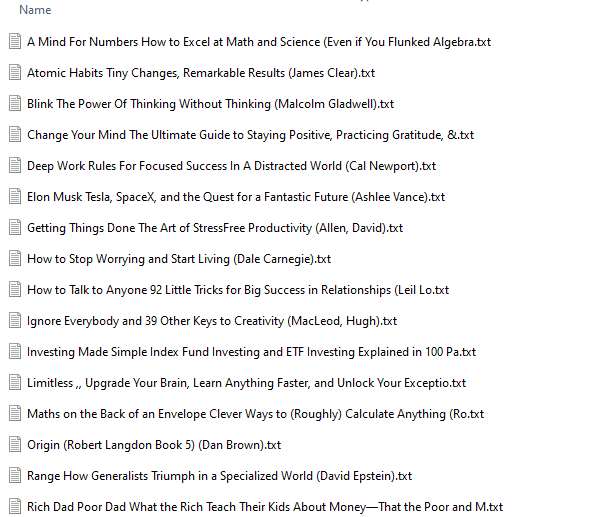 Name
A Mind For Numbers How to Excel at Math and Science (Even if You Flunked Algebra.txt
Atomic Habits Tiny Changes, Remarkable Results (James Clear).txt
Blink The Power Of Thinking Without Thinking (Malcolm Gladwell).txt
Change Your Mind The Ultimate Guide to Staying Positive, Practicing Gratitude, &.txt
Deep Work Rules For Focused Success In A Distracted World (Cal Newport).txt
Elon Musk Tesla, SpaceX, and the Quest for a Fantastic Future (Ashlee Vance).txt
Getting Things Done The Art of StressFree Productivity (Allen, David).txt
How to Stop Worrying and Start Living (Dale Carnegie).txt
How to Talk to Anyone 92 Little Tricks for Big Success in Relationships (Leil Lo.txt
Ignore Everybody and 39 Other Keys to Creativity (MacLeod, Hugh).txt
Investing Made Simple Index Fund Investing and ETF Investing Explained in 100 Pa.txt
Limitless ,, Upgrade Your Brain, Learn Anything Faster, and Unlock Your Exceptio.txt
Maths on the Back of an Envelope Clever Ways to (Roughly) Calculate Anything (Ro.txt
Origin (Robert Langdon Book 5) (Dan Brown).txt
Range How Generalists Triumph in a Specialized World (David Epstein).txt
Rich Dad Poor Dad What the Rich Teach Their Kids About Money—That the Poor and M.txt